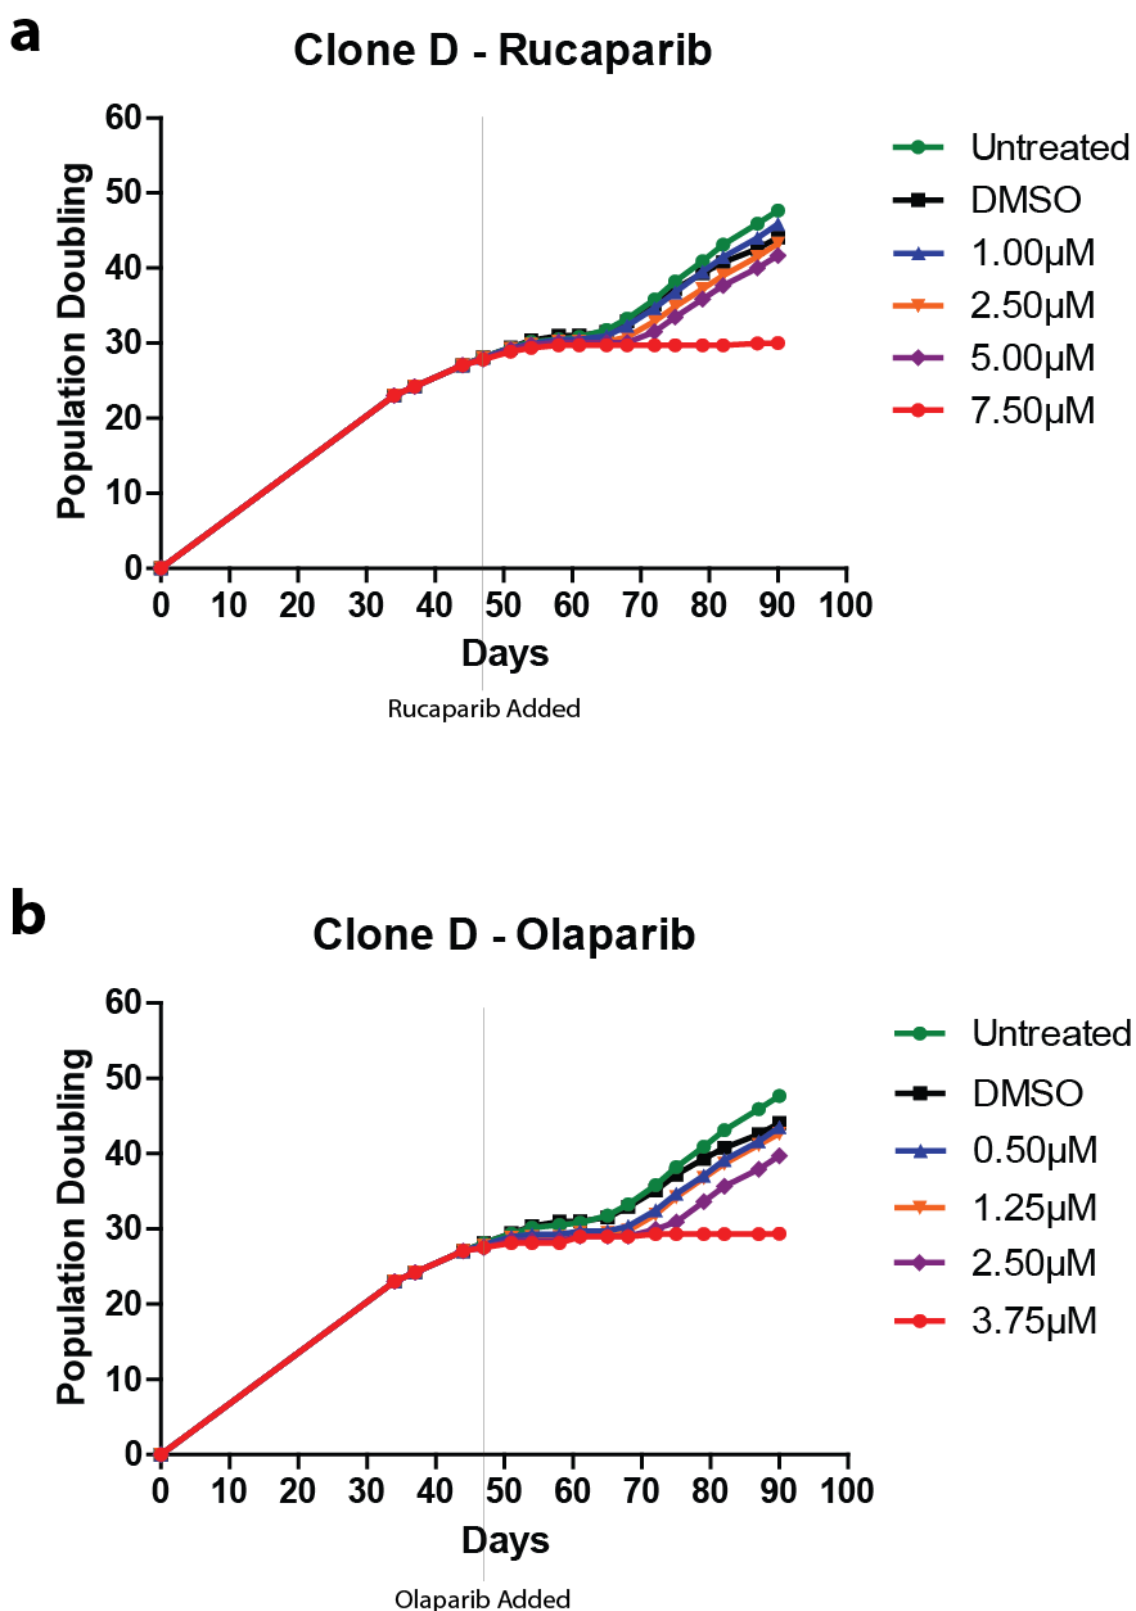 a
Clone D - Rucaparib
60
50
40
30
20
10
0
Population Doubling
0 10 20 30 40 50 60 70 80 90 100
Days
Rucaparib Added
Untreated
DMSO
1.00µM
2.50µM
5.00µM
7.50µM
b
Clone D - Olaparib
60
50
40
30
20
10
0
Population Doubling
0 10 20 30 40 50 60 70 80 90 100
Days
Olaparib Added
Untreated
DMSO
0.50µM
1.25µM
2.50µM
3.75µM